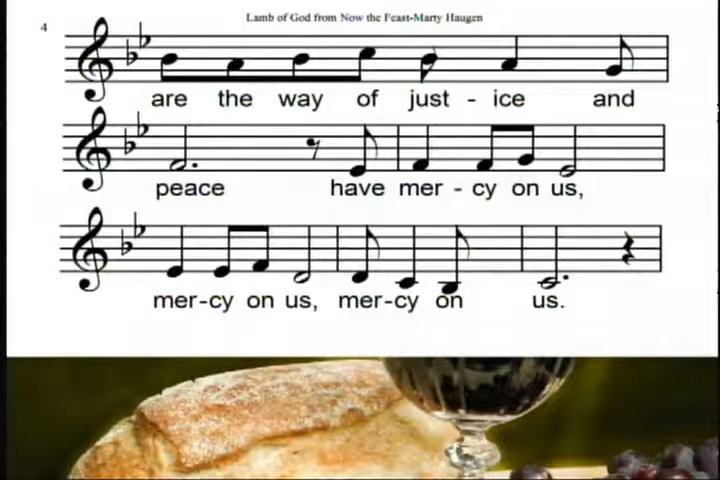 Lamb of God from Now the Feast-Marty Haugen
4
are the way of just - ice and
peace have mer - cy on us,
mer-cy on us, mer-cy on us.